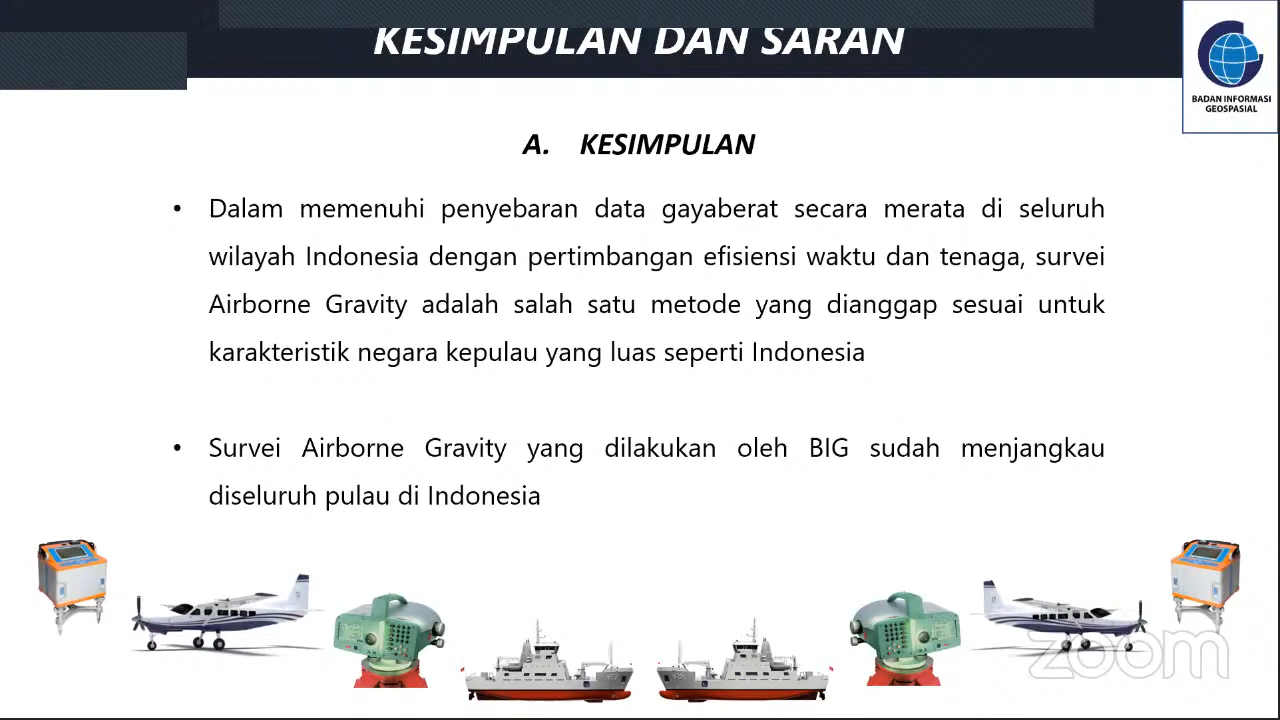 KESIMPULAN DAN SARAN
BADAN INFORMASI
GEOSPASIAL
A. KESIMPULAN
• Dalam memenuhi penyebaran data gayaberat secara merata di seluruh
wilayah Indonesia dengan pertimbangan efisiensi waktu dan tenaga, survei
Airborne Gravity adalah salah satu metode yang dianggap sesuai untuk
karakteristik negara kepulau yang luas seperti Indonesia
• Survei Airborne Gravity yang dilakukan oleh BIG sudah menjangkau
diseluruh pulau di Indonesia
zoom